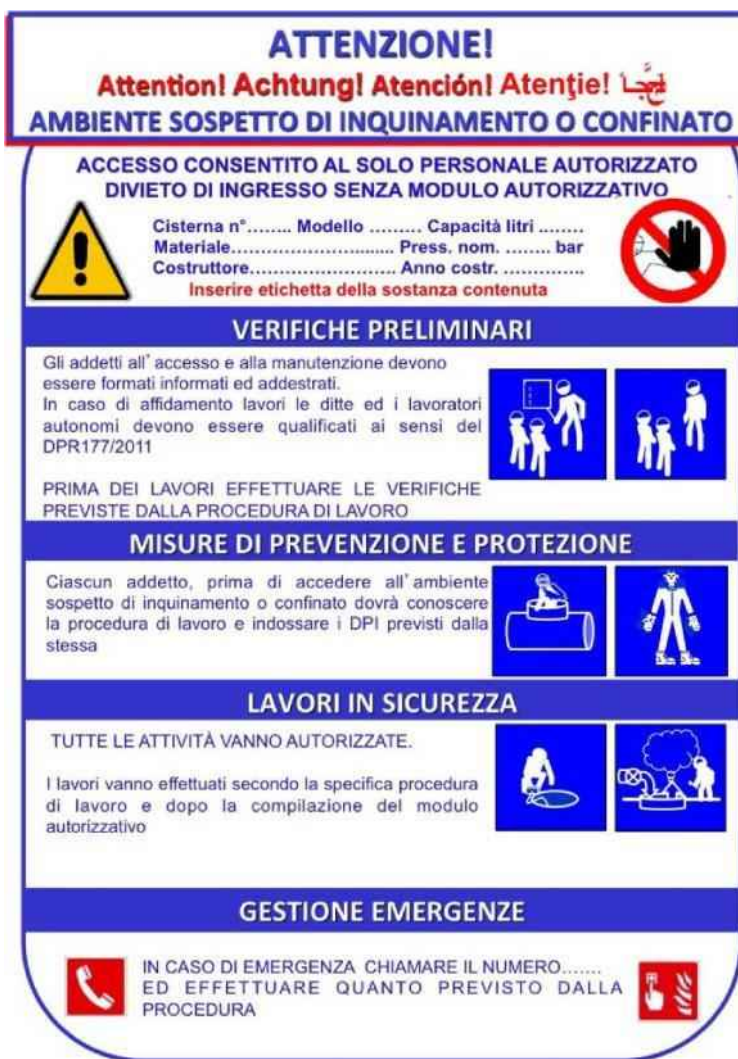 ATTENZIONE!
Attention! Achtung! Atención! Atenţie!
AMBIENTE SOSPETTO DI INQUINAMENTO O CONFINATO
ACCESSO CONSENTITO AL SOLO PERSONALE AUTORIZZATO
DIVIETO DI INGRESSO SENZA MODULO AUTORIZZATIVO
Cisterna n°........ Modello ......... Capacità litri ........
Materiale............................ Press. nom. ........ bar
Costruttore......................... Anno costr. ..............
Inserire etichetta della sostanza contenuta
VERIFICHE PRELIMINARI
Gli addetti all'accesso e alla manutenzione devono
essere formati informati ed addestrati.
In caso di affidamento lavori le ditte ed i lavoratori
autonomi devono essere qualificati ai sensi del
DPR177/2011
PRIMA DEI LAVORI EFFETTUARE LE VERIFICHE
PREVISTE DALLA PROCEDURA DI LAVORO
MISURE DI PREVENZIONE E PROTEZIONE
Ciascun addetto, prima di accedere all'ambiente
sospetto di inquinamento o confinato dovrà conoscere
la procedura di lavoro e indossare i DPI previsti dalla
stessa
LAVORI IN SICUREZZA
TUTTE LE ATTIVITÀ VANNO AUTORIZZATE.
I lavori vanno effettuati secondo la specifica procedura
di lavoro e dopo la compilazione del modulo
autorizzativo
GESTIONE EMERGENZE
IN CASO DI EMERGENZA CHIAMARE IL NUMERO.......
ED EFFETTUARE QUANTO PREVISTO DALLA
PROCEDURA